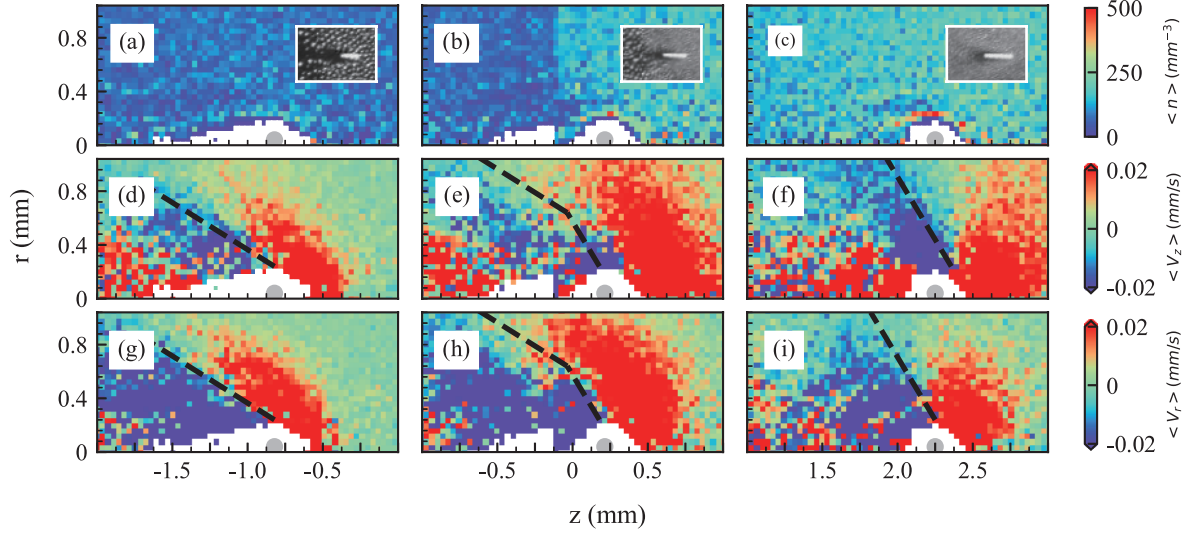 (a)
(b)
(c)
0.8
0.4
0
500
250
0
< n > (mm⁻³)
(d)
(e)
(f)
0.8
0.4
0
r (mm)
0.02
0
-0.02
< V_z > (mm/s)
(g)
(h)
(i)
0.8
0.4
0
0.02
0
-0.02
< V_r > (mm/s)
-1.5 -1.0 -0.5
0 0.5
1.5 2.0 2.5
z (mm)